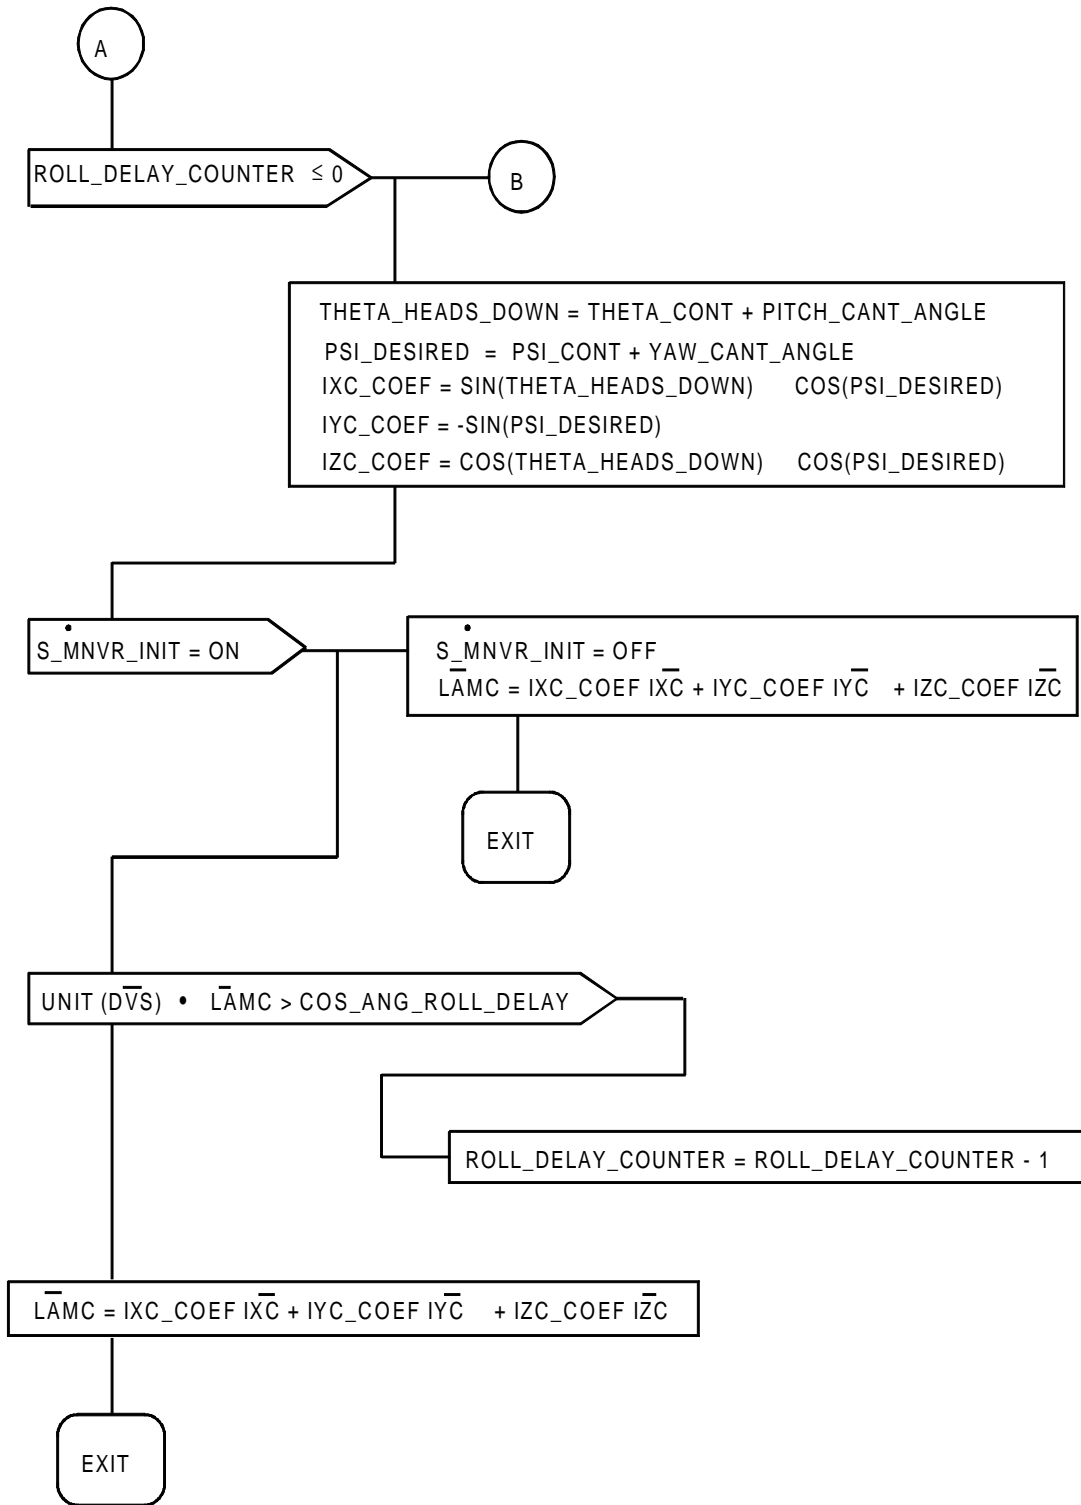 A
ROLL_DELAY_COUNTER ≤ 0
B
THETA_HEADS_DOWN = THETA_CONT + PITCH_CANT_ANGLE
PSI_DESIRED = PSI_CONT + YAW_CANT_ANGLE
IXC_COEF = SIN(THETA_HEADS_DOWN) COS(PSI_DESIRED)
IYC_COEF = -SIN(PSI_DESIRED)
IZC_COEF = COS(THETA_HEADS_DOWN) COS(PSI_DESIRED)
S_MNVR_INIT = ON
S_MNVR_INIT = OFF
LAMC = IXC_COEF IXC + IYC_COEF IYC + IZC_COEF IZC
EXIT
UNIT (DVS) • LAMC > COS_ANG_ROLL_DELAY
ROLL_DELAY_COUNTER = ROLL_DELAY_COUNTER - 1
LAMC = IXC_COEF IXC + IYC_COEF IYC + IZC_COEF IZC
EXIT